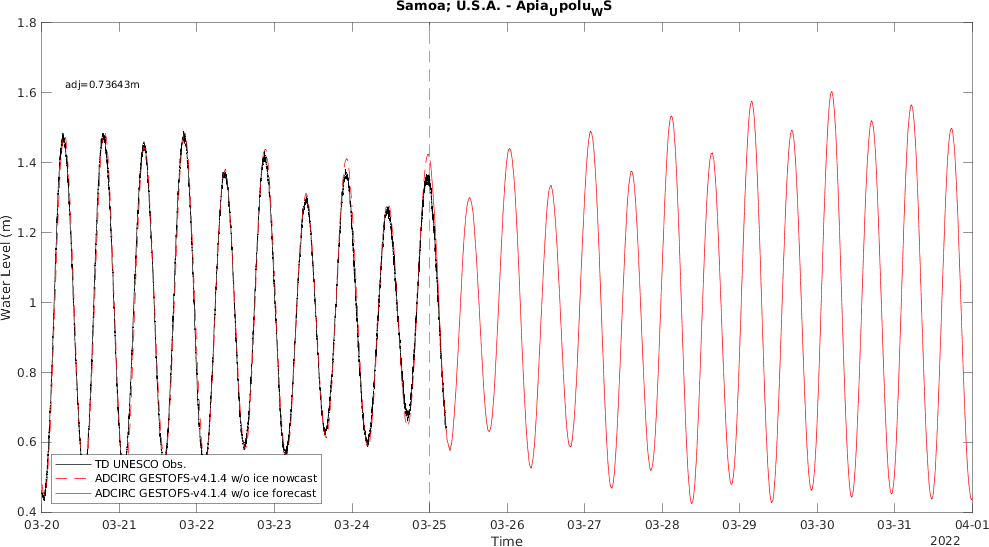 Samoa; U.S.A. - ApiaUpoluWS
1.8
adj=0.73643m
1.6
1.4
1.2
1
0.8
0.6
0.4
Water Level (m)
TD UNESCO Obs.
ADCIRC GESTOFS-v4.1.4 w/o ice nowcast
ADCIRC GESTOFS-v4.1.4 w/o ice forecast
03-20 03-21 03-22 03-23 03-24 03-25 03-26 03-27 03-28 03-29 03-30 03-31 04-01
Time
2022